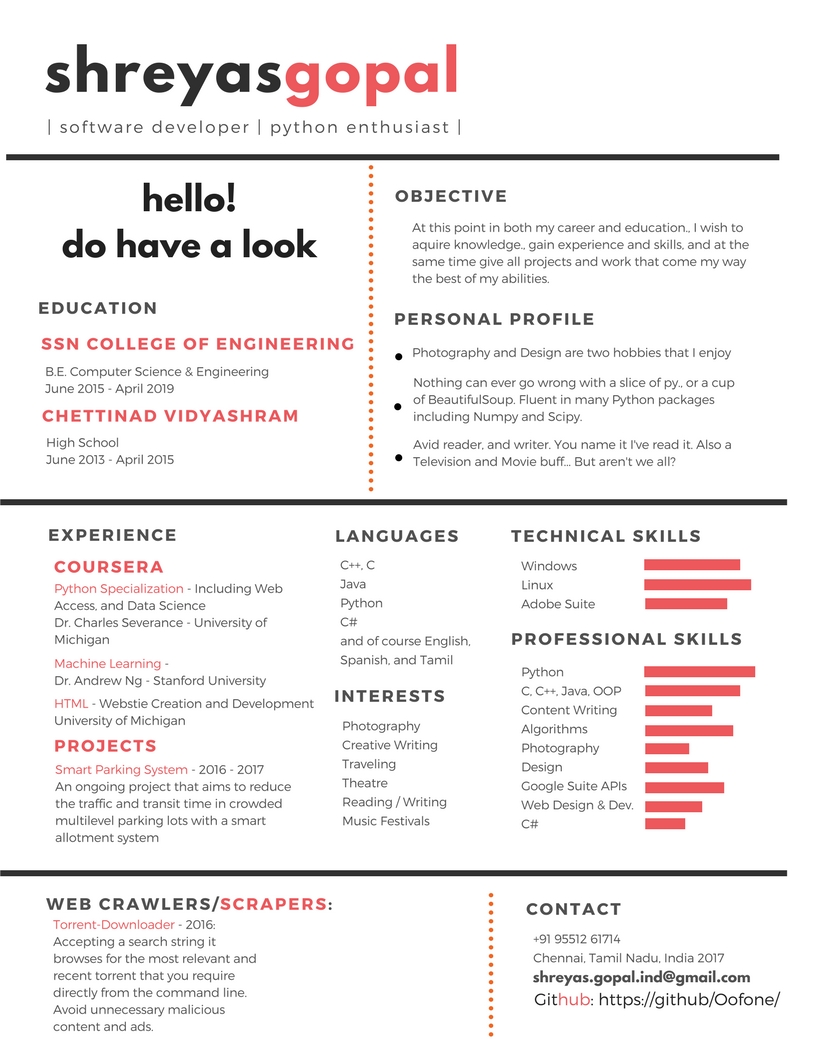 shreyasgopal
| software developer | python enthusiast |
hello!
do have a look
EDUCATION
SSN COLLEGE OF ENGINEERING
B.E. Computer Science & Engineering
June 2015 - April 2019
CHETTINAD VIDYASHRAM
High School
June 2013 - April 2015
OBJECTIVE
At this point in both my career and education., I wish to
aquire knowledge., gain experience and skills, and at the
same time give all projects and work that come my way
the best of my abilities.
PERSONAL PROFILE
Photography and Design are two hobbies that I enjoy
Nothing can ever go wrong with a slice of py., or a cup
of BeautifulSoup. Fluent in many Python packages
including Numpy and Scipy.
Avid reader, and writer. You name it I've read it. Also a
Television and Movie buff... But aren't we all?
EXPERIENCE
COURSERA
Python Specialization - Including Web
Access, and Data Science
Dr. Charles Severance - University of
Michigan
Machine Learning -
Dr. Andrew Ng - Stanford University
HTML - Webstie Creation and Development
University of Michigan
PROJECTS
Smart Parking System - 2016 - 2017
An ongoing project that aims to reduce
the traffic and transit time in crowded
multilevel parking lots with a smart
allotment system
LANGUAGES
C++, C
Java
Python
C#
and of course English,
Spanish, and Tamil
INTERESTS
Photography
Creative Writing
Traveling
Theatre
Reading / Writing
Music Festivals
TECHNICAL SKILLS
Windows
Linux
Adobe Suite
PROFESSIONAL SKILLS
Python
C, C++, Java, OOP
Content Writing
Algorithms
Photography
Design
Google Suite APIs
Web Design & Dev.
C#
WEB CRAWLERS/SCRAPERS:
Torrent-Downloader - 2016:
Accepting a search string it
browses for the most relevant and
recent torrent that you require
directly from the command line.
Avoid unnecessary malicious
content and ads.
CONTACT
+91 95512 61714
Chennai, Tamil Nadu, India 2017
shreyas.gopal.ind@gmail.com
Github: https://github/Oofone/